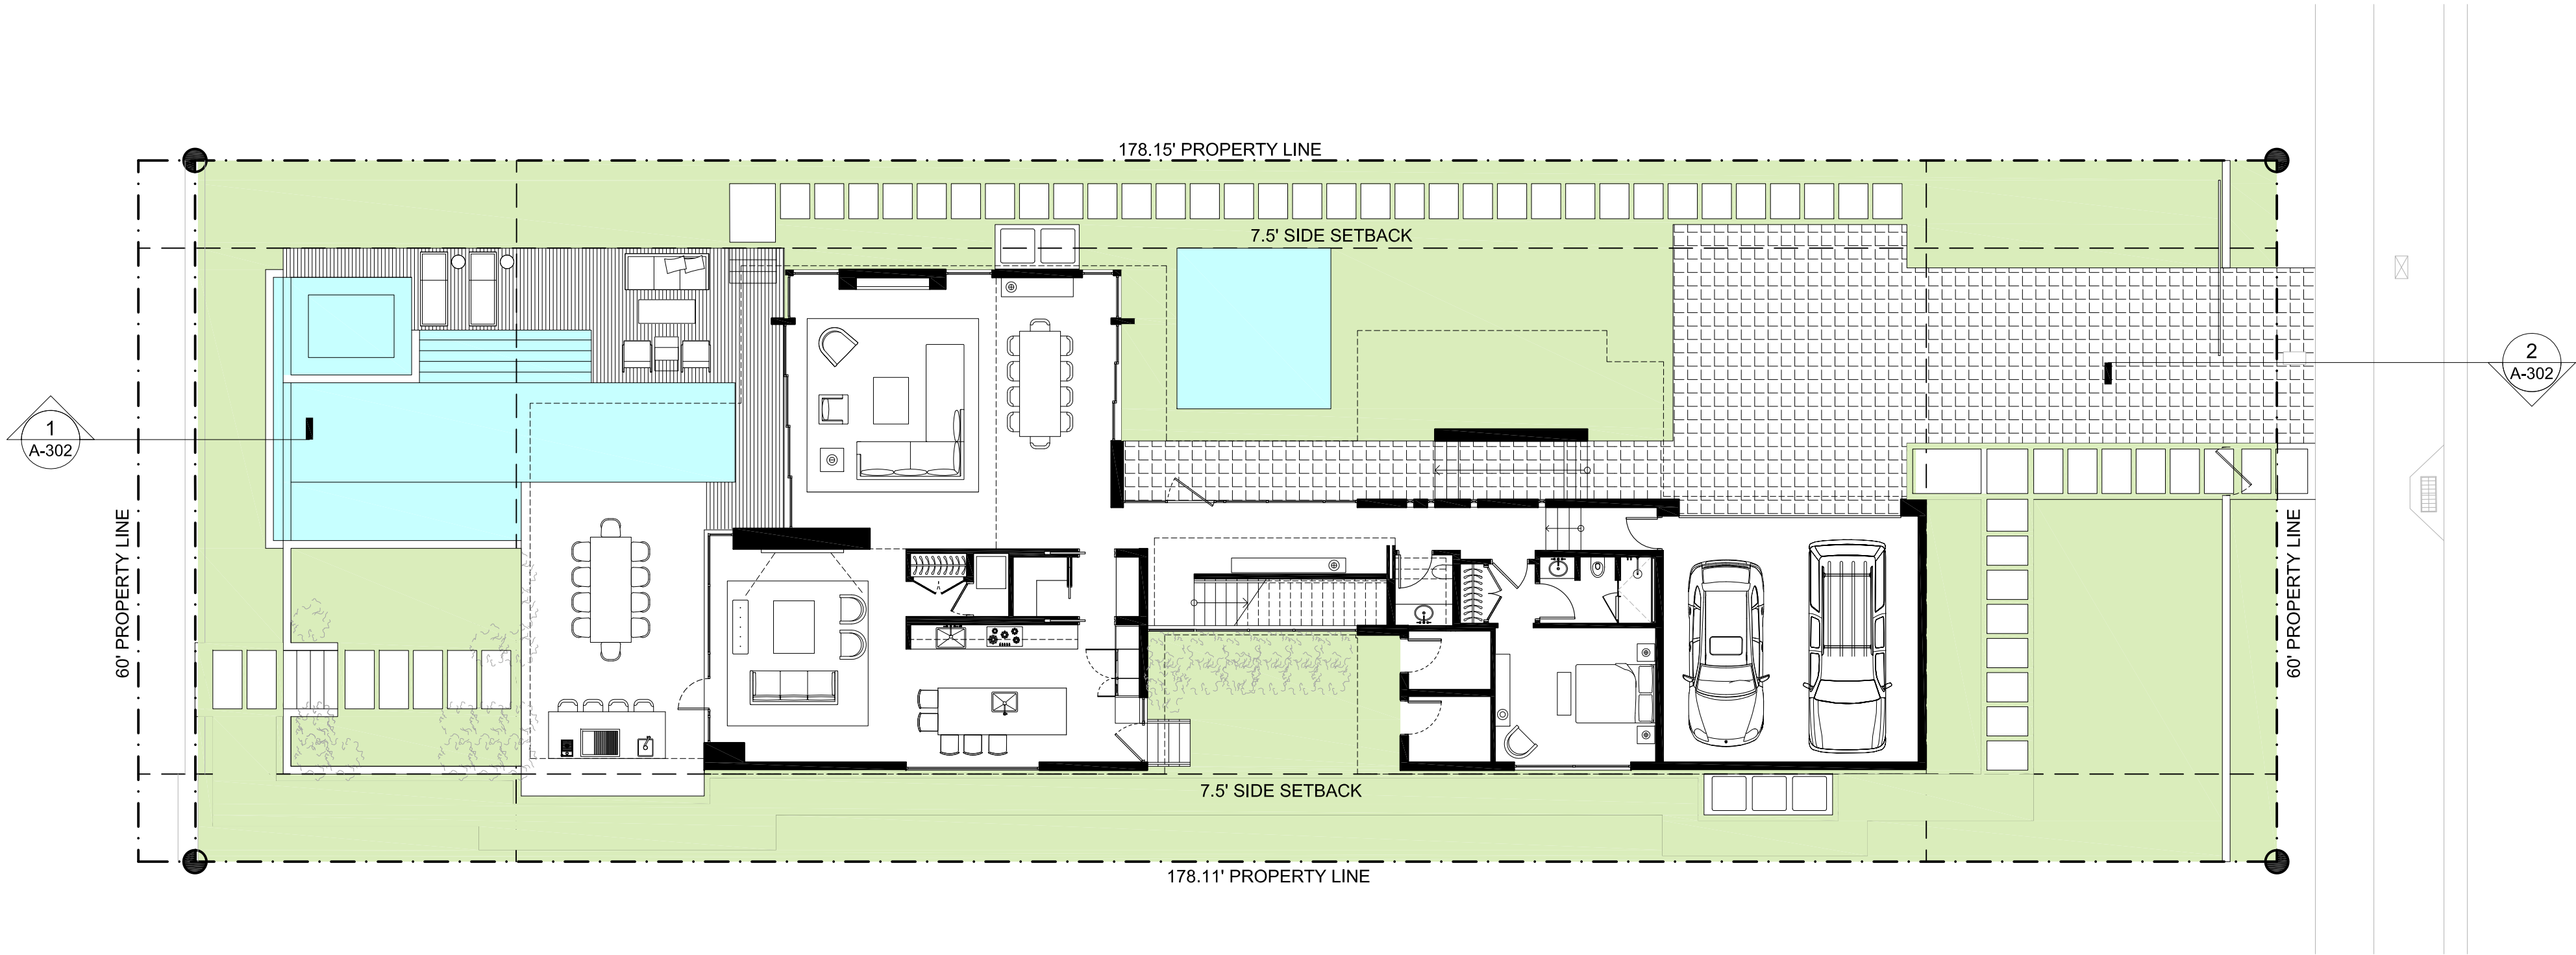 178.15' PROPERTY LINE
7.5' SIDE SETBACK
2
A-302
1
A-302
60' PROPERTY LINE
60' PROPERTY LINE
7.5' SIDE SETBACK
178.11' PROPERTY LINE